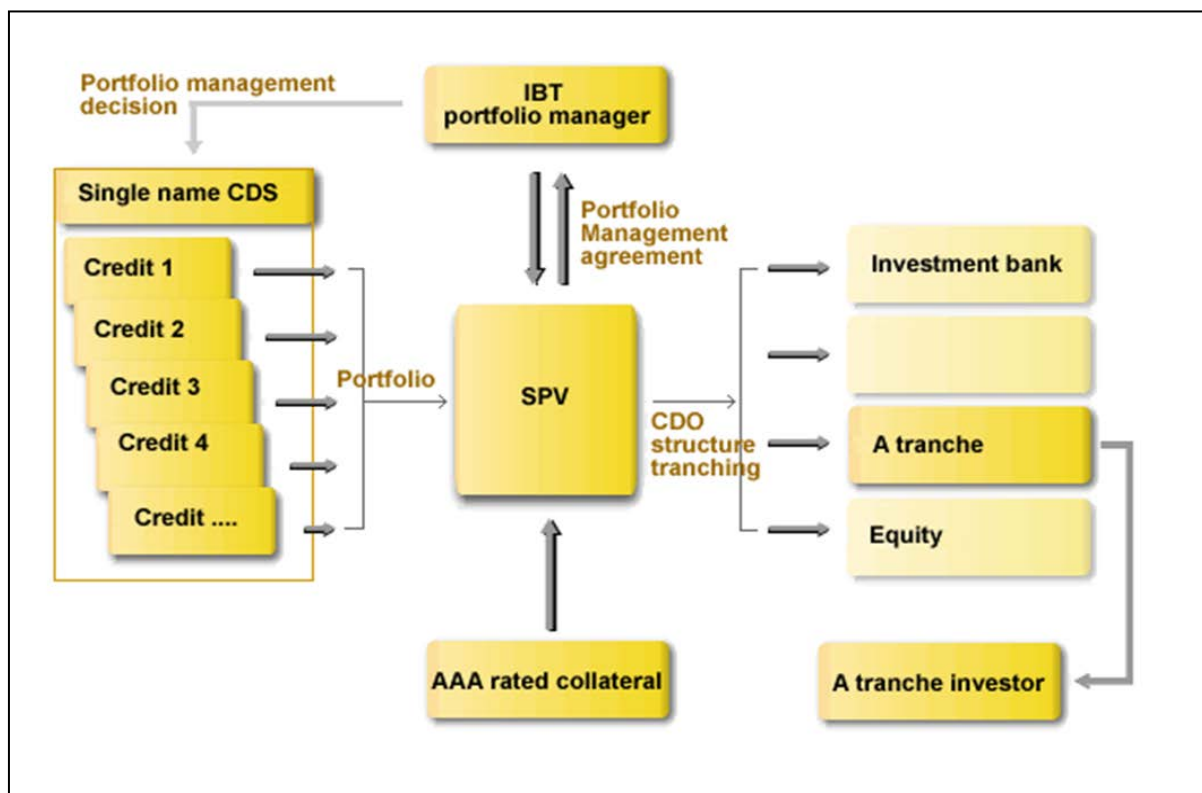 Portfolio management
decision
IBT
portfolio manager
Single name CDS
Credit 1
Credit 2
Credit 3
Credit 4
Credit ....
Portfolio
Portfolio
Management
agreement
SPV
CDO
structure
tranching
Investment bank
A tranche
Equity
AAA rated collateral
A tranche investor